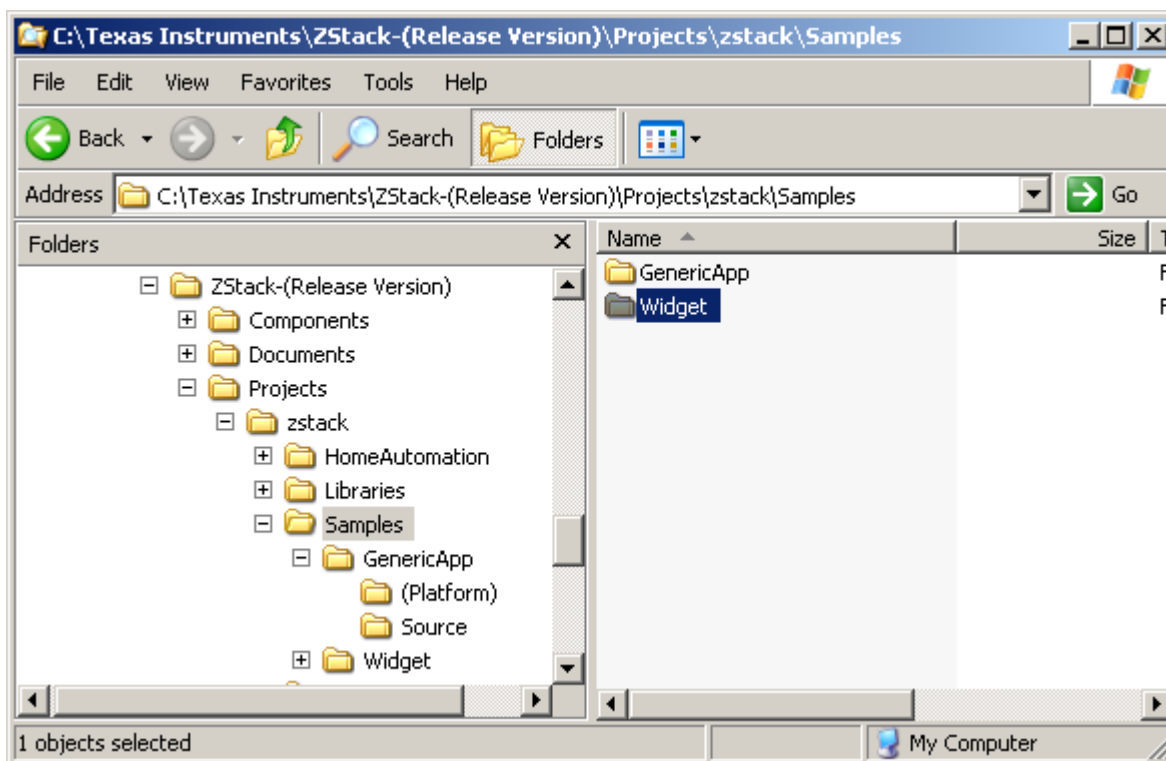 C:\Texas Instruments\ZStack-(Release Version)\Projects\zstack\Samples
File Edit View Favorites Tools Help
Back Search Folders
Address C:\Texas Instruments\ZStack-(Release Version)\Projects\zstack\Samples Go
Folders
Name Size
ZStack-(Release Version)
Components
Documents
Projects
zstack
HomeAutomation
Libraries
Samples
GenericApp
(Platform)
Source
Widget
GenericApp
Widget
1 objects selected
My Computer